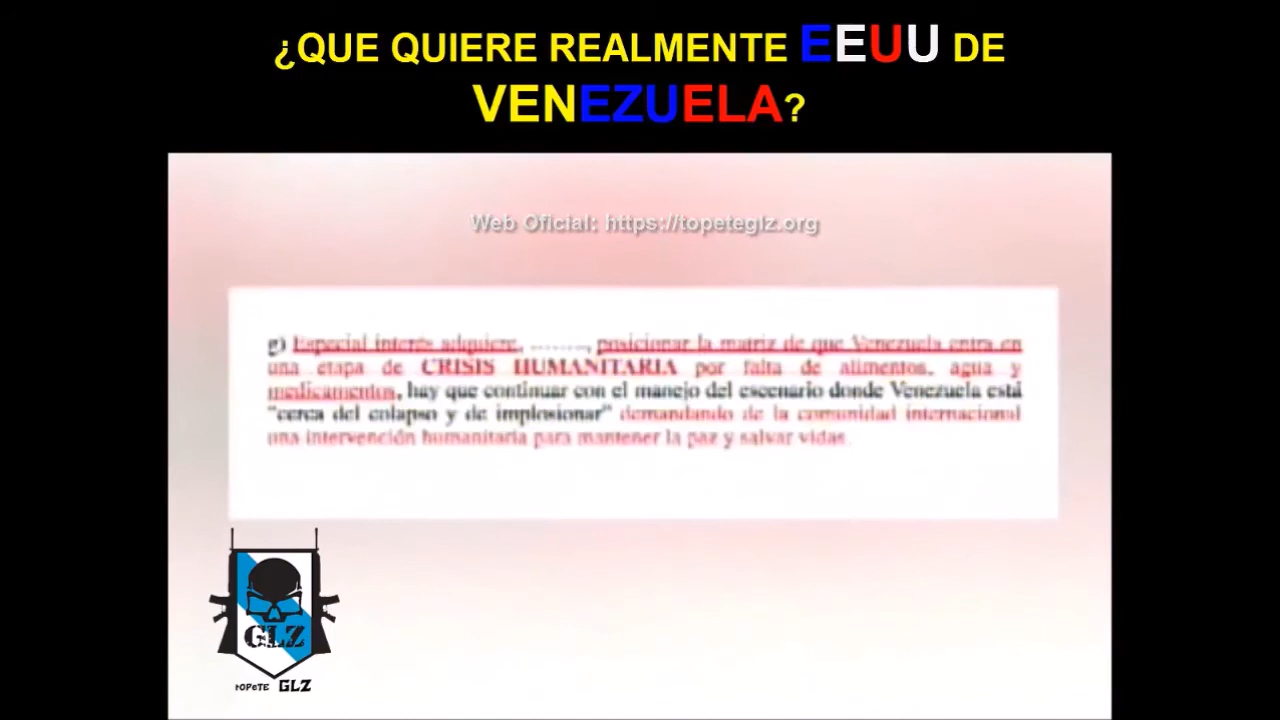 ¿QUE QUIERE REALMENTE EEUU DE
VENEZUELA?
Web Oficial: https://topeteglz.org
g) Especial interés adquiere, ........, posicionar la matriz de que Venezuela entra en
una etapa de CRISIS HUMANITARIA por falta de alimentos, agua y
medicamentos, hay que continuar con el manejo del escenario donde Venezuela está
"cerca del colapso y de implosionar" demandando de la comunidad internacional
una intervención humanitaria para mantener la paz y salvar vidas.
GLZ
tOPeTE GLZ